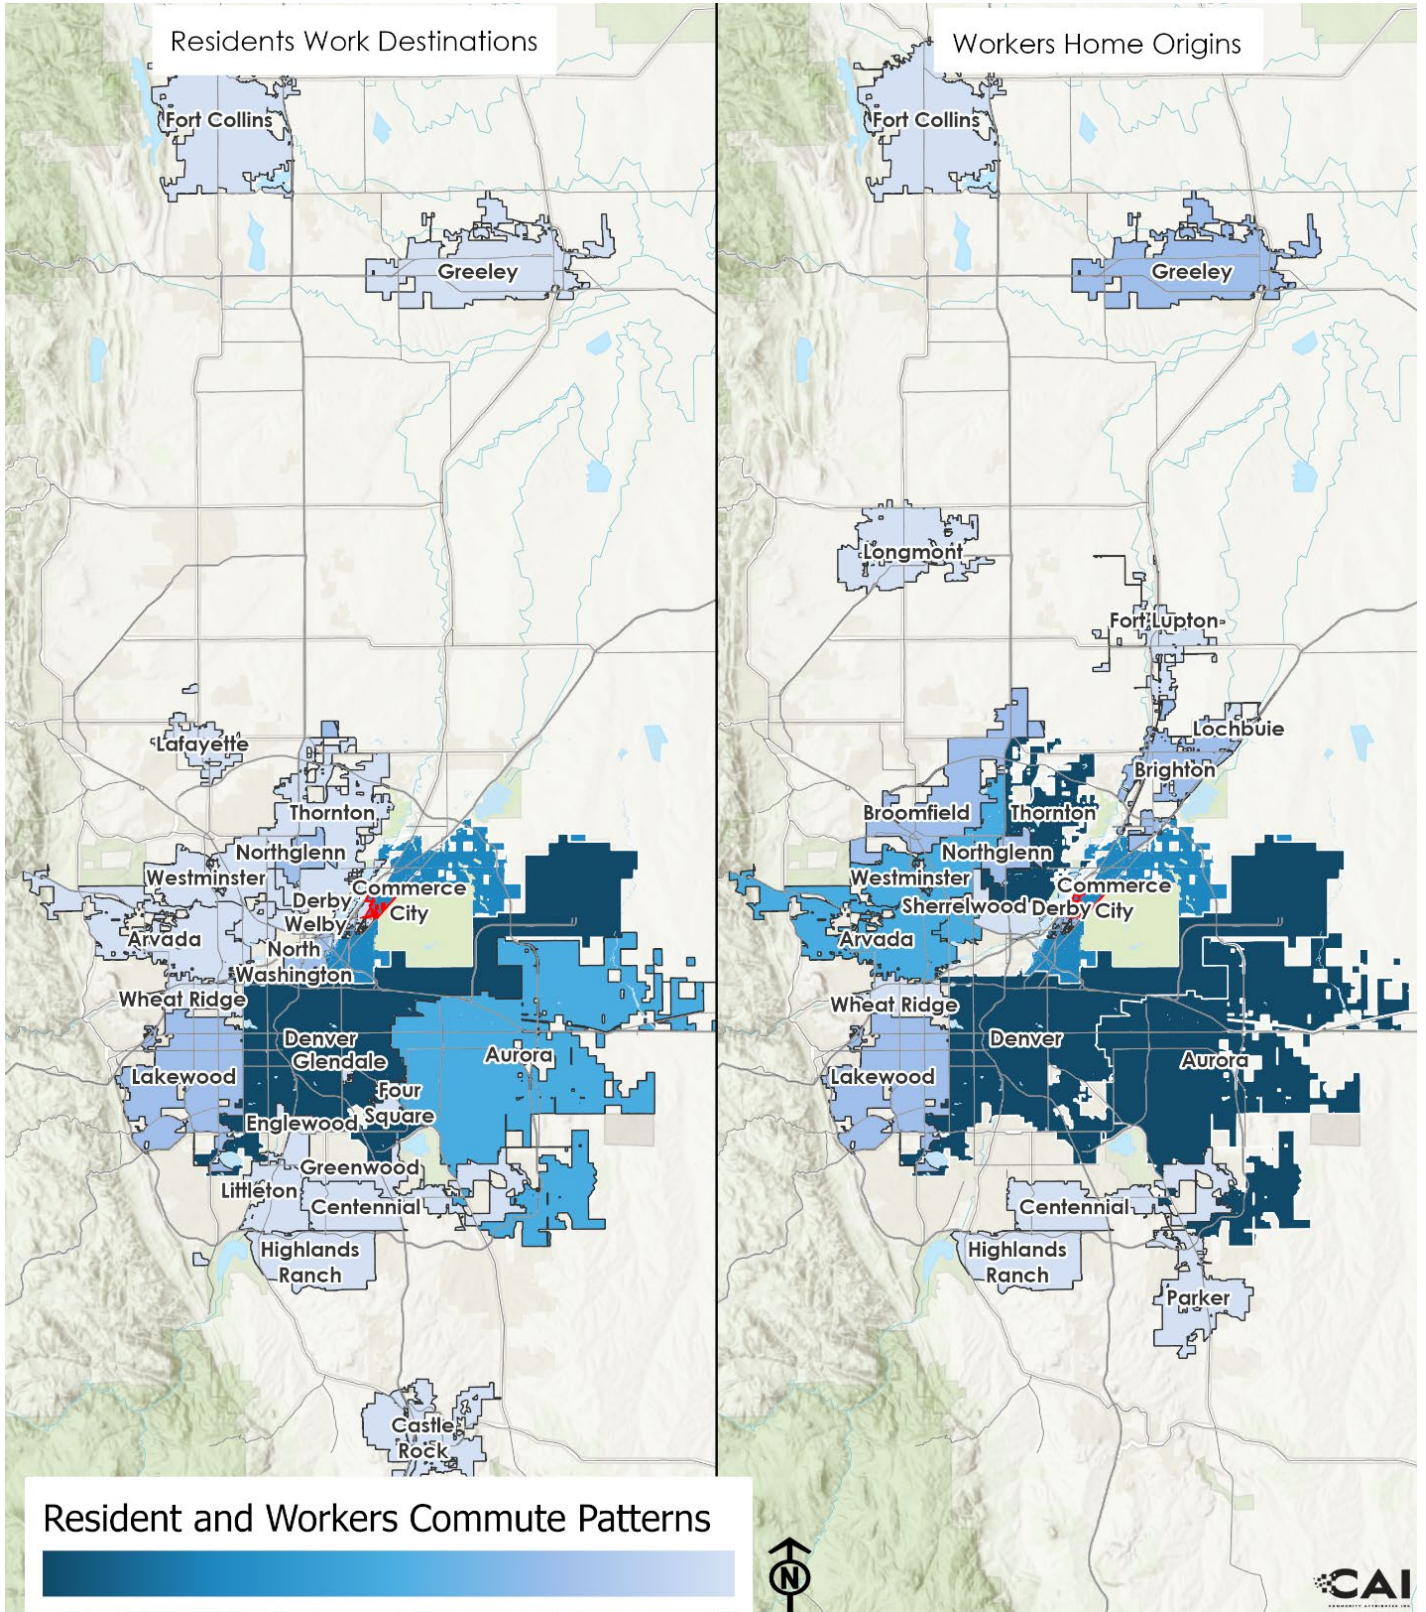 Residents Work Destinations
Fort Collins
Greeley
Lafayette
Thornton
Northglenn
Westminster
Commerce
City
Derby
Welby
Arvada
North
Washington
Wheat Ridge
Denver
Glendale
Aurora
Lakewood
Four
Square
Englewood
Greenwood
Littleton
Centennial
Highlands
Ranch
Castle
Rock
Workers Home Origins
Fort Collins
Greeley
Longmont
Fort Lupton
Lochbuie
Brighton
Broomfield
Thornton
Northglenn
Westminster
Commerce
City
Sherrelwood
Derby
Arvada
Wheat Ridge
Denver
Aurora
Lakewood
Centennial
Highlands
Ranch
Parker
Resident and Workers Commute Patterns
N
CAI
COMMUNITY ATTRIBUTES INC